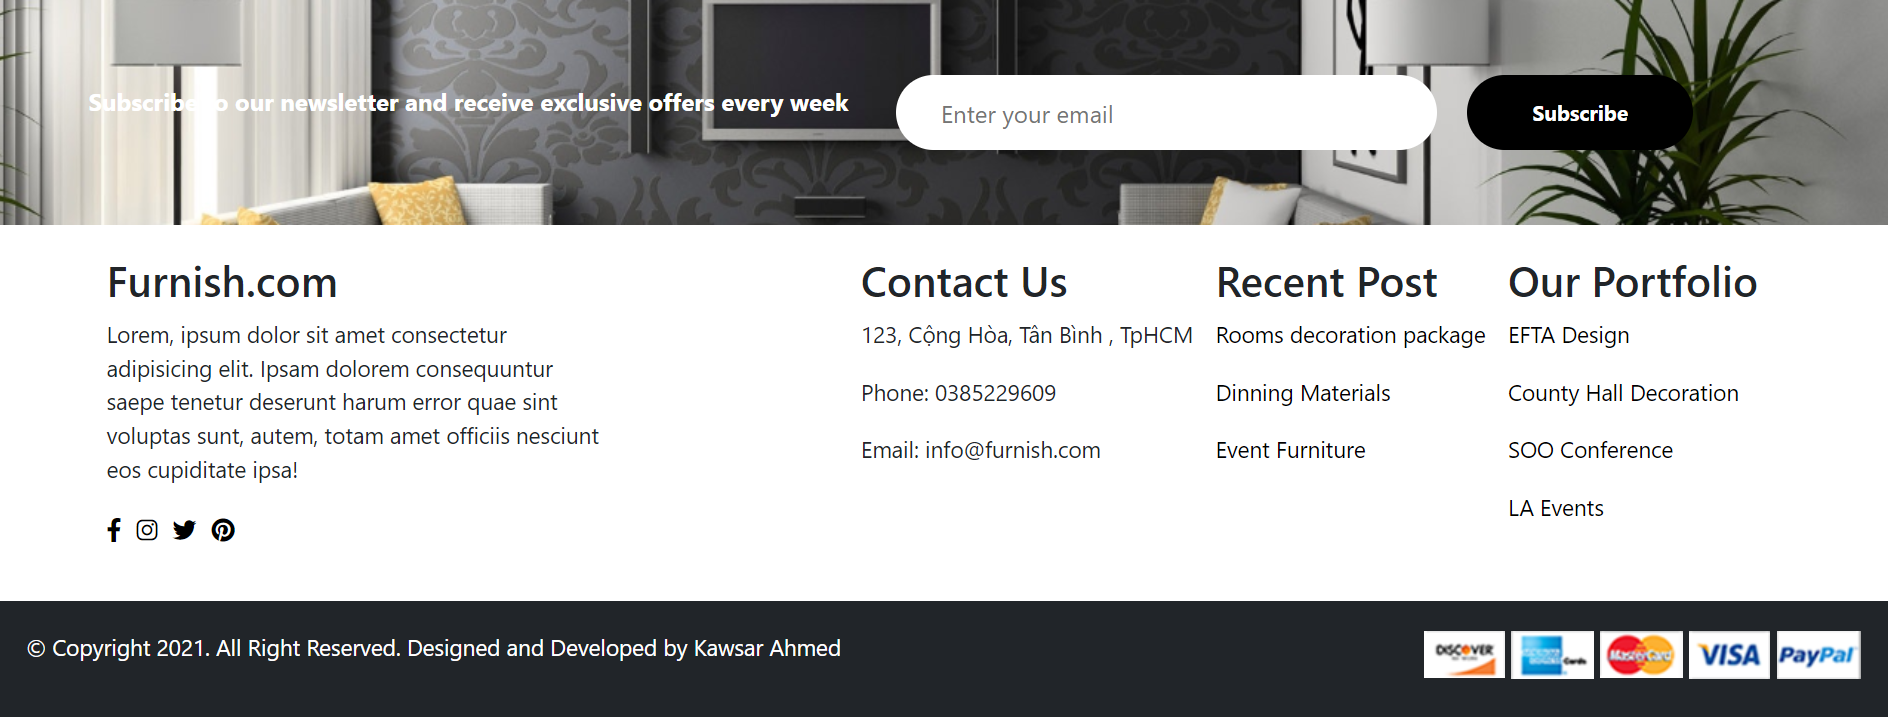 Subscribe to our newsletter and receive exclusive offers every week
Enter your email
Subscribe
Furnish.com
Lorem, ipsum dolor sit amet consectetur
adipisicing elit. Ipsam dolorem consequuntur
saepe tenetur deserunt harum error quae sint
voluptas sunt, autem, totam amet officiis nesciunt
eos cupiditate ipsa!
Contact Us
123, Cộng Hòa, Tân Bình , TpHCM
Phone: 0385229609
Email: info@furnish.com
Recent Post
Rooms decoration package
Dinning Materials
Event Furniture
Our Portfolio
EFTA Design
County Hall Decoration
SOO Conference
LA Events
© Copyright 2021. All Right Reserved. Designed and Developed by Kawsar Ahmed
DISCOVER
Cards
MasterCard
VISA
PayPal